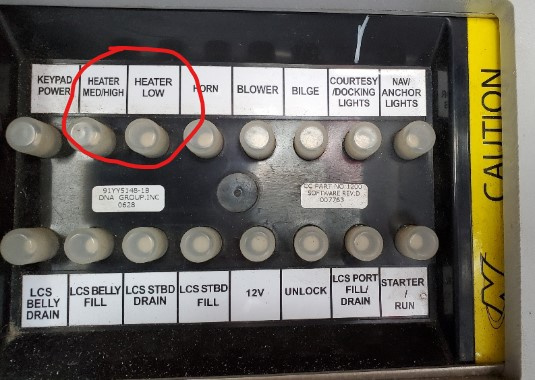 KEYPAD
POWER
HEATER
MED/HIGH
HEATER
LOW
HORN
BLOWER
BILGE
COURTESY
/DOCKING
LIGHTS
NAV/
ANCHOR
LIGHTS
CAUTION
91YY5148-1B
DNA GROUP.INC
0628
CC PART NO.1200
SOFTWARE REV.D
007763
LCS
BELLY
DRAIN
LCS BELLY
FILL
LCS STBD
DRAIN
LCS STBD
FILL
12V
UNLOCK
LCS PORT
FILL/
DRAIN
STARTER
/
RUN